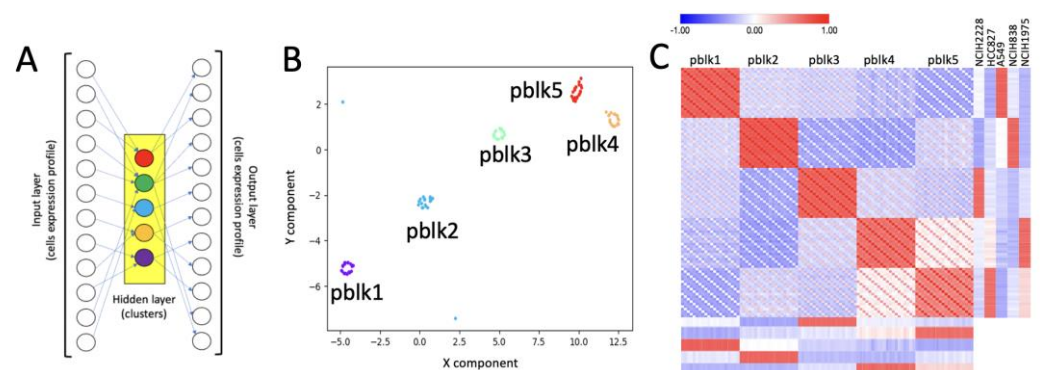 A
Input layer
(cells expression profile)
Hidden layer
(clusters)
Output layer
(cells expression profile)
B
Y component
2
0
−2
−4
−6
pblk5
pblk4
pblk3
pblk2
pblk1
−5.0 −2.5 0.0 2.5 5.0 7.5 10.0 12.5
X component
C
-1.00 0.00 1.00
pblk1 pblk2 pblk3 pblk4 pblk5
NCIH2228
HCC827
A549
NCIH838
NCIH1975